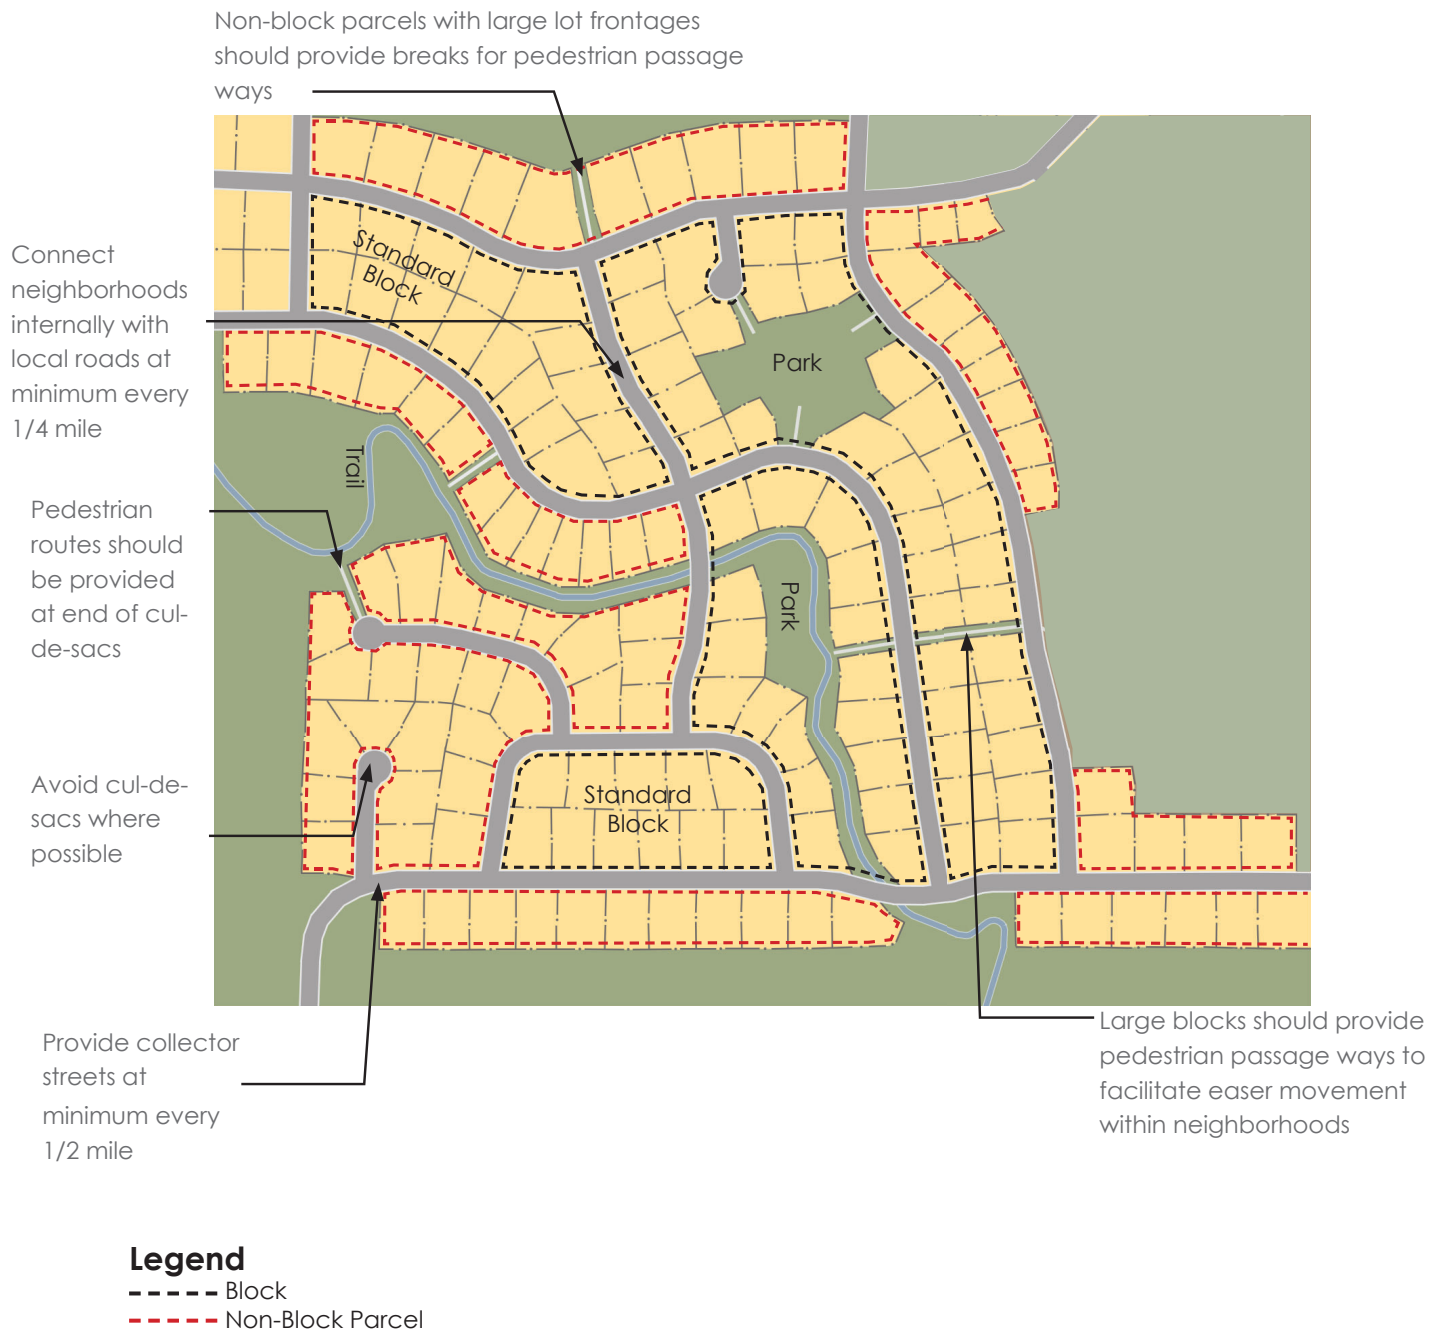 Non-block parcels with large lot frontages
should provide breaks for pedestrian passage
ways
Standard
Block
Connect
neighborhoods
internally with
local roads at
minimum every
1/4 mile
Park
Trail
Pedestrian
routes should
be provided
at end of cul-
de-sacs
Park
Avoid cul-de-
sacs where
possible
Standard
Block
Provide collector
streets at
minimum every
1/2 mile
Large blocks should provide
pedestrian passage ways to
facilitate easer movement
within neighborhoods
Legend
Block
Non-Block Parcel